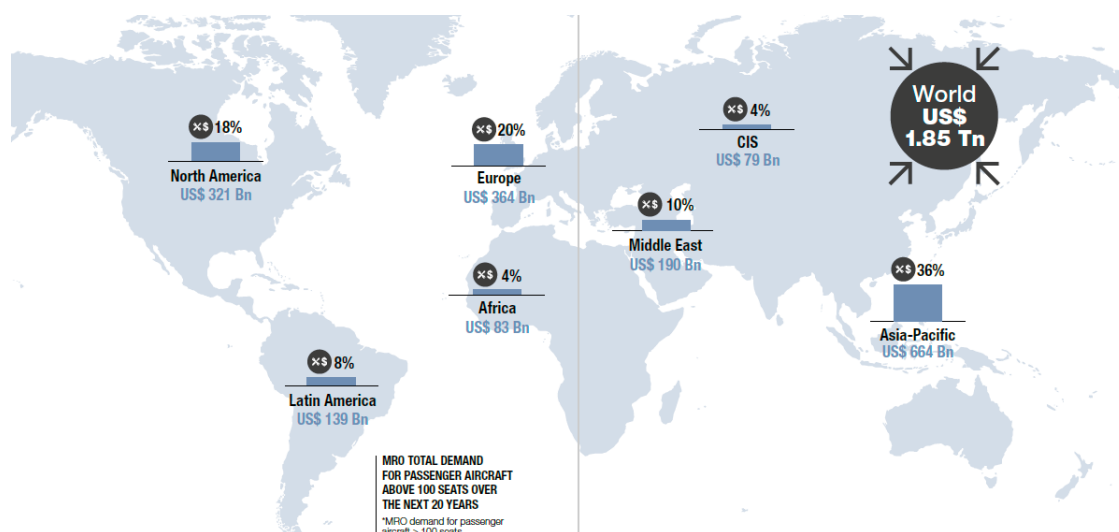 World
US$
1.85 Tn
18%
North America
US$ 321 Bn
20%
Europe
US$ 364 Bn
4%
CIS
US$ 79 Bn
10%
Middle East
US$ 190 Bn
4%
Africa
US$ 83 Bn
36%
Asia-Pacific
US$ 664 Bn
8%
Latin America
US$ 139 Bn
MRO TOTAL DEMAND
FOR PASSENGER AIRCRAFT
ABOVE 100 SEATS OVER
THE NEXT 20 YEARS
*MRO demand for passenger
aircraft > 100 seats